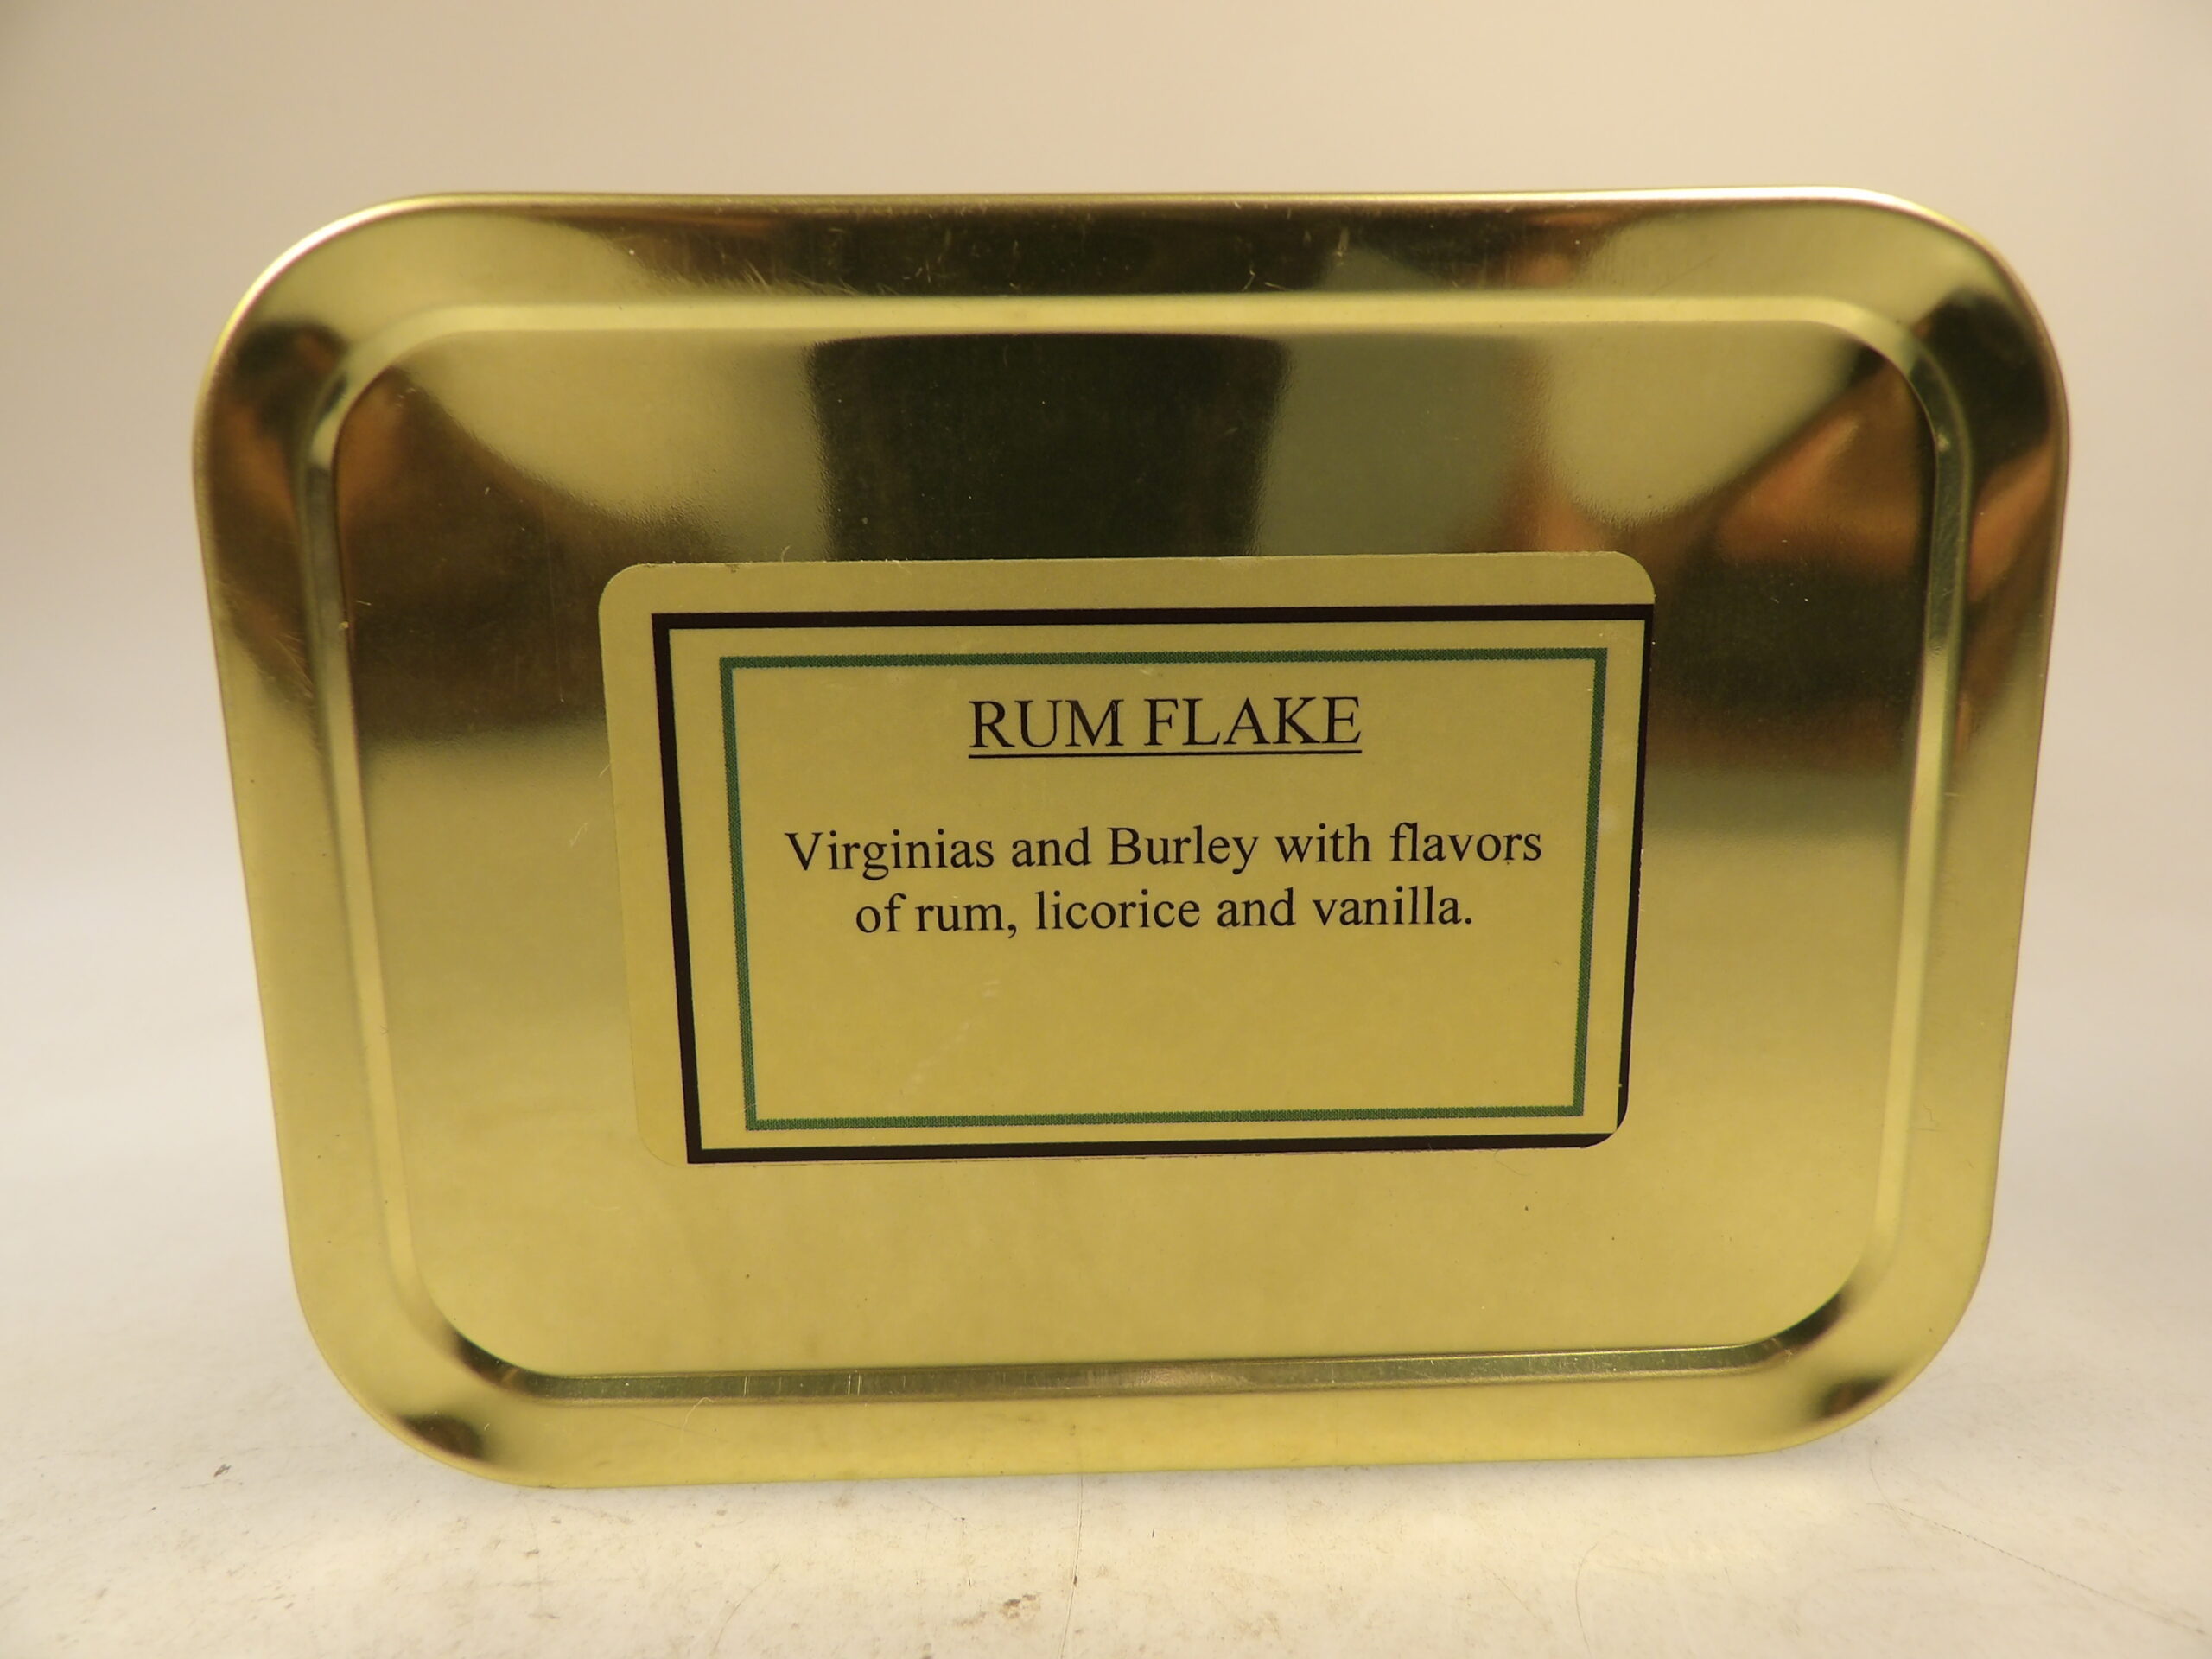 RUM FLAKE
Virginias and Burley with flavors
of rum, licorice and vanilla.